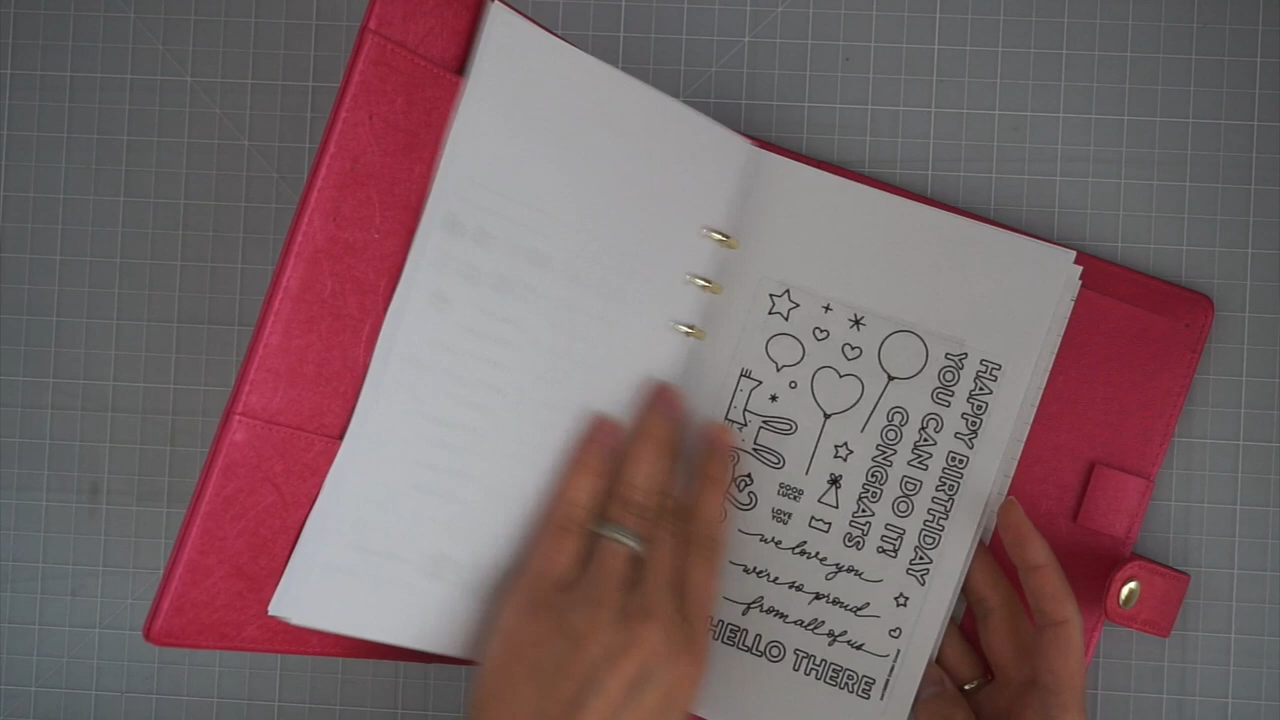 HAPPY BIRTHDAY
YOU CAN DO IT!
CONGRATS
GOOD
LUCK!
LOVE
YOU
we love you
we're so proud
from all of us
HELLO THERE